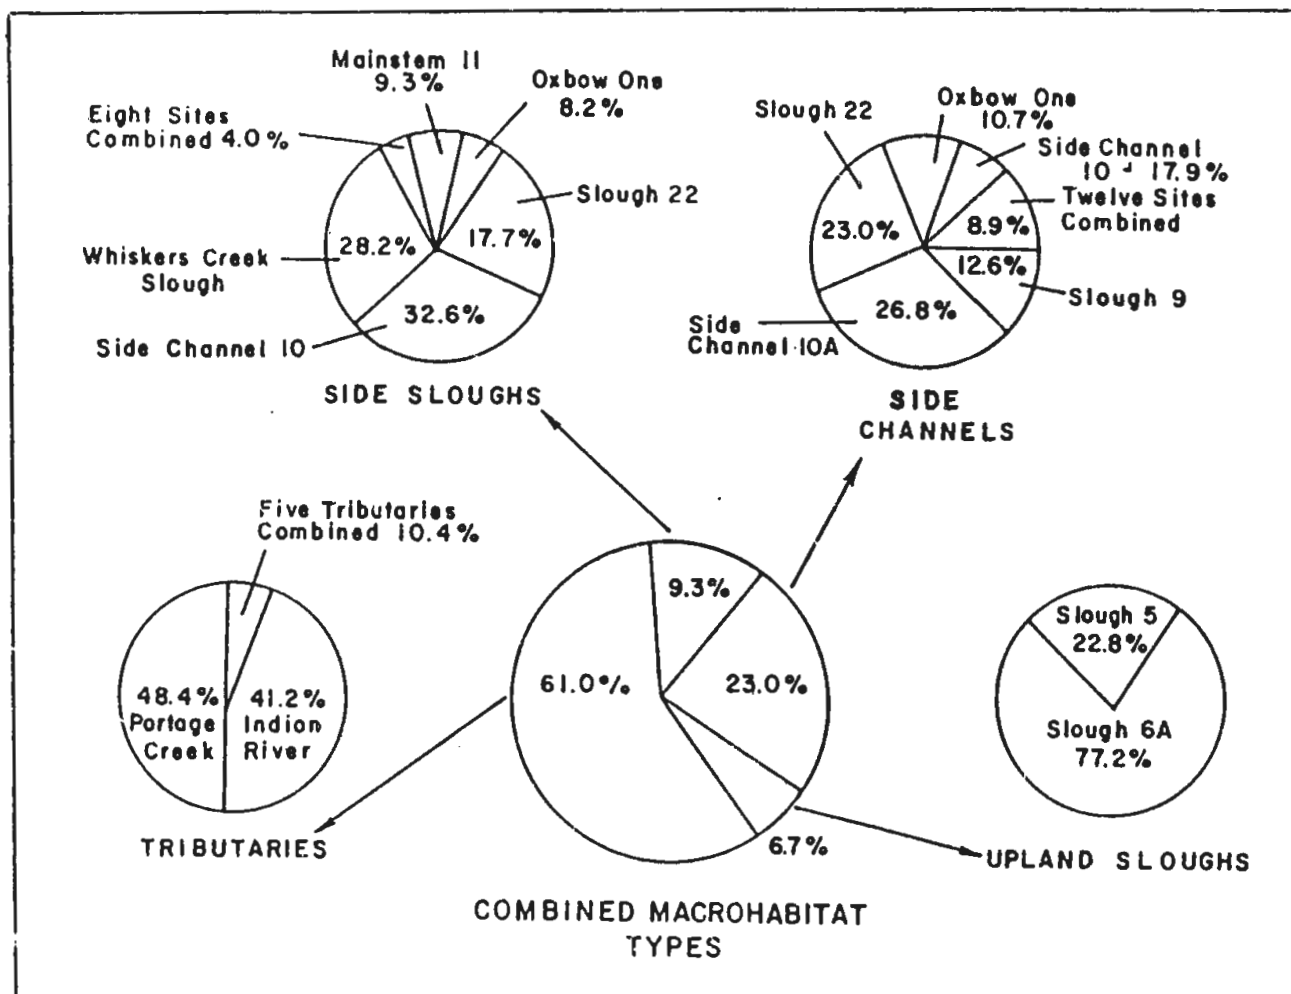 Mainstem 11
9.3%
Oxbow One
8.2%
Eight Sites
Combined 4.0%
Slough 22
17.7%
Whiskers Creek
Slough
28.2%
32.6%
Side Channel 10
SIDE SLOUGHS
Slough 22
Oxbow One
10.7%
Side Channel
10 17.9%
Twelve Sites
Combined
8.9%
23.0%
12.6%
Slough 9
26.8%
Side
Channel 10A
SIDE
CHANNELS
Five Tributaries
Combined 10.4%
48.4%
Portage
Creek
41.2%
Indian
River
TRIBUTARIES
9.3%
61.0%
23.0%
6.7%
COMBINED MACROHABITAT
TYPES
Slough 5
22.8%
Slough 6A
77.2%
UPLAND SLOUGHS